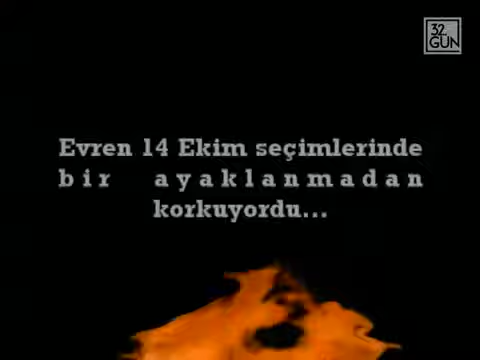 32.
GÜN
Evren 14 Ekim seçimlerinde
bir ayaklanmadan
korkuyordu...